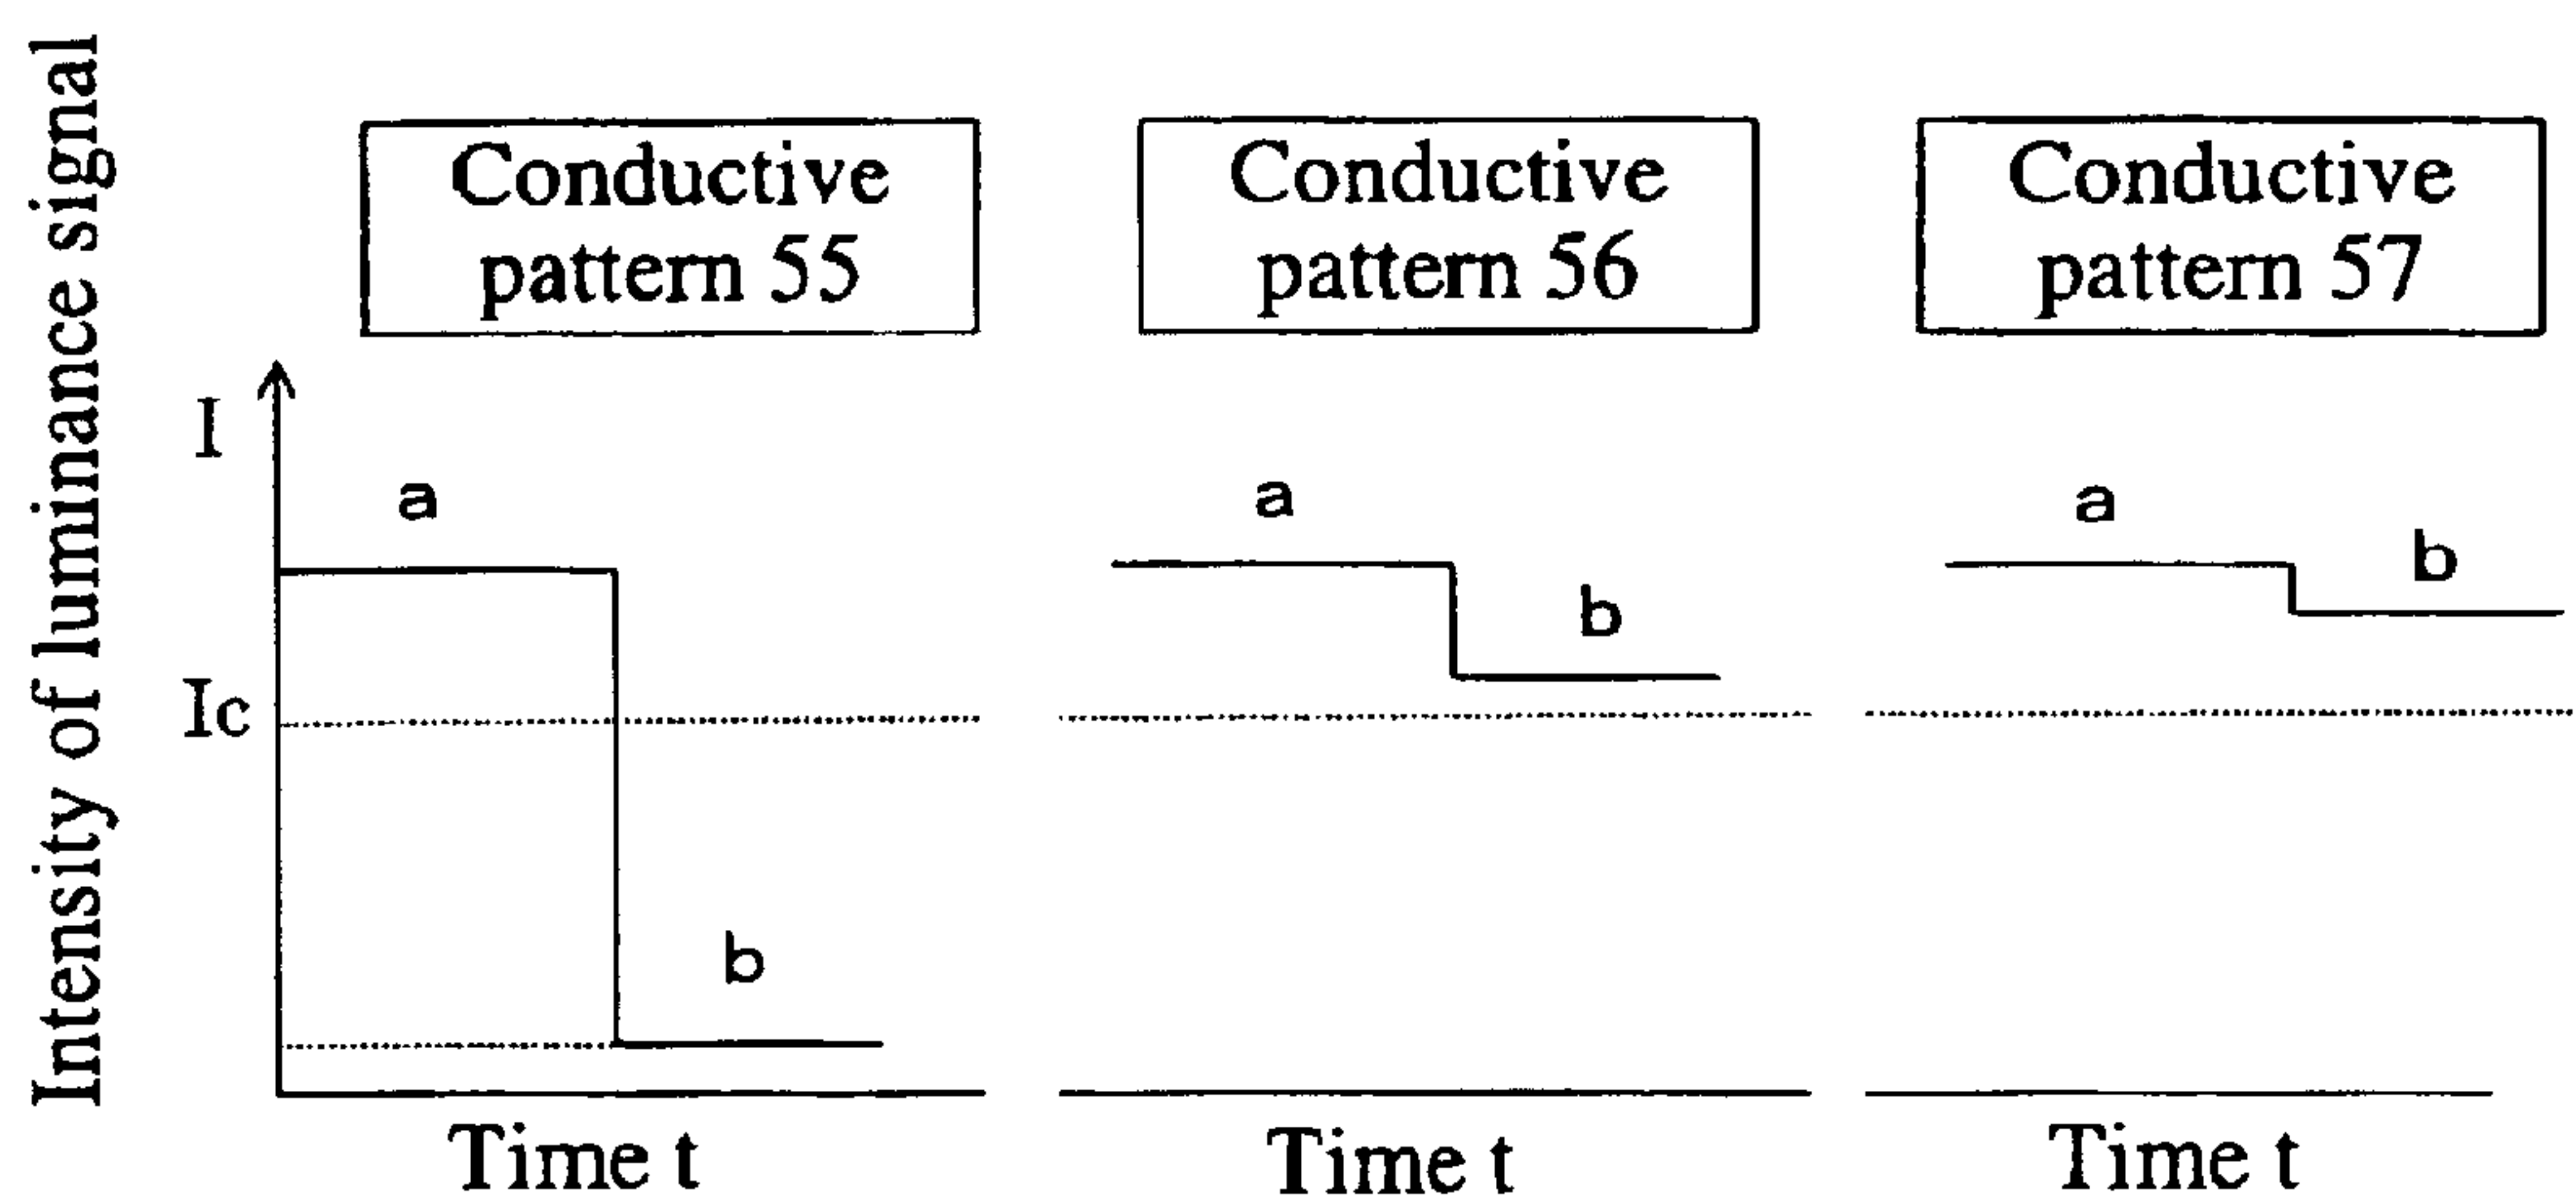 Intensity of luminance signal
Conductive
pattern 55
Conductive
pattern 56
Conductive
pattern 57
I
a
a
a
b
b
Ic
b
Time t
Time t
Time t